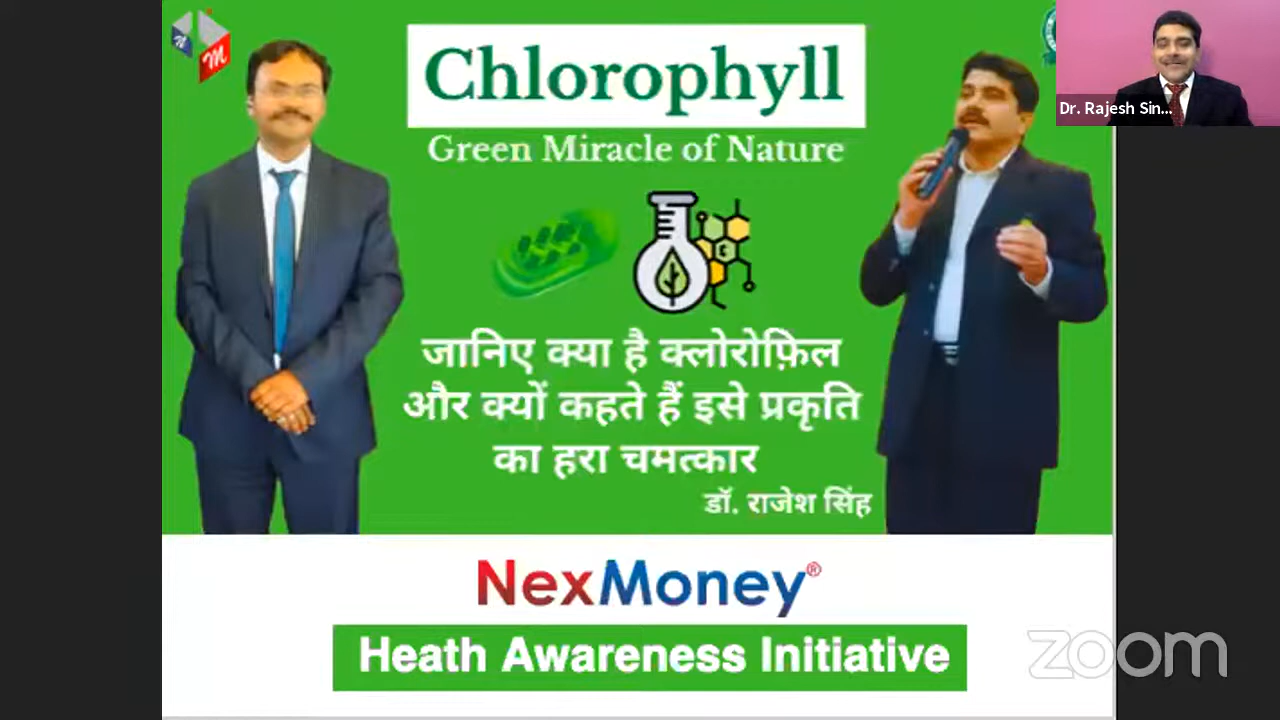 N M
Chlorophyll
Green Miracle of Nature
Dr. Rajesh Sin...
जानिए क्या है क्लोरोफ़िल
और क्यों कहते हैं इसे प्रकृति
का हरा चमत्कार
डॉ. राजेश सिंह
NexMoney®
Heath Awareness Initiative
zoom